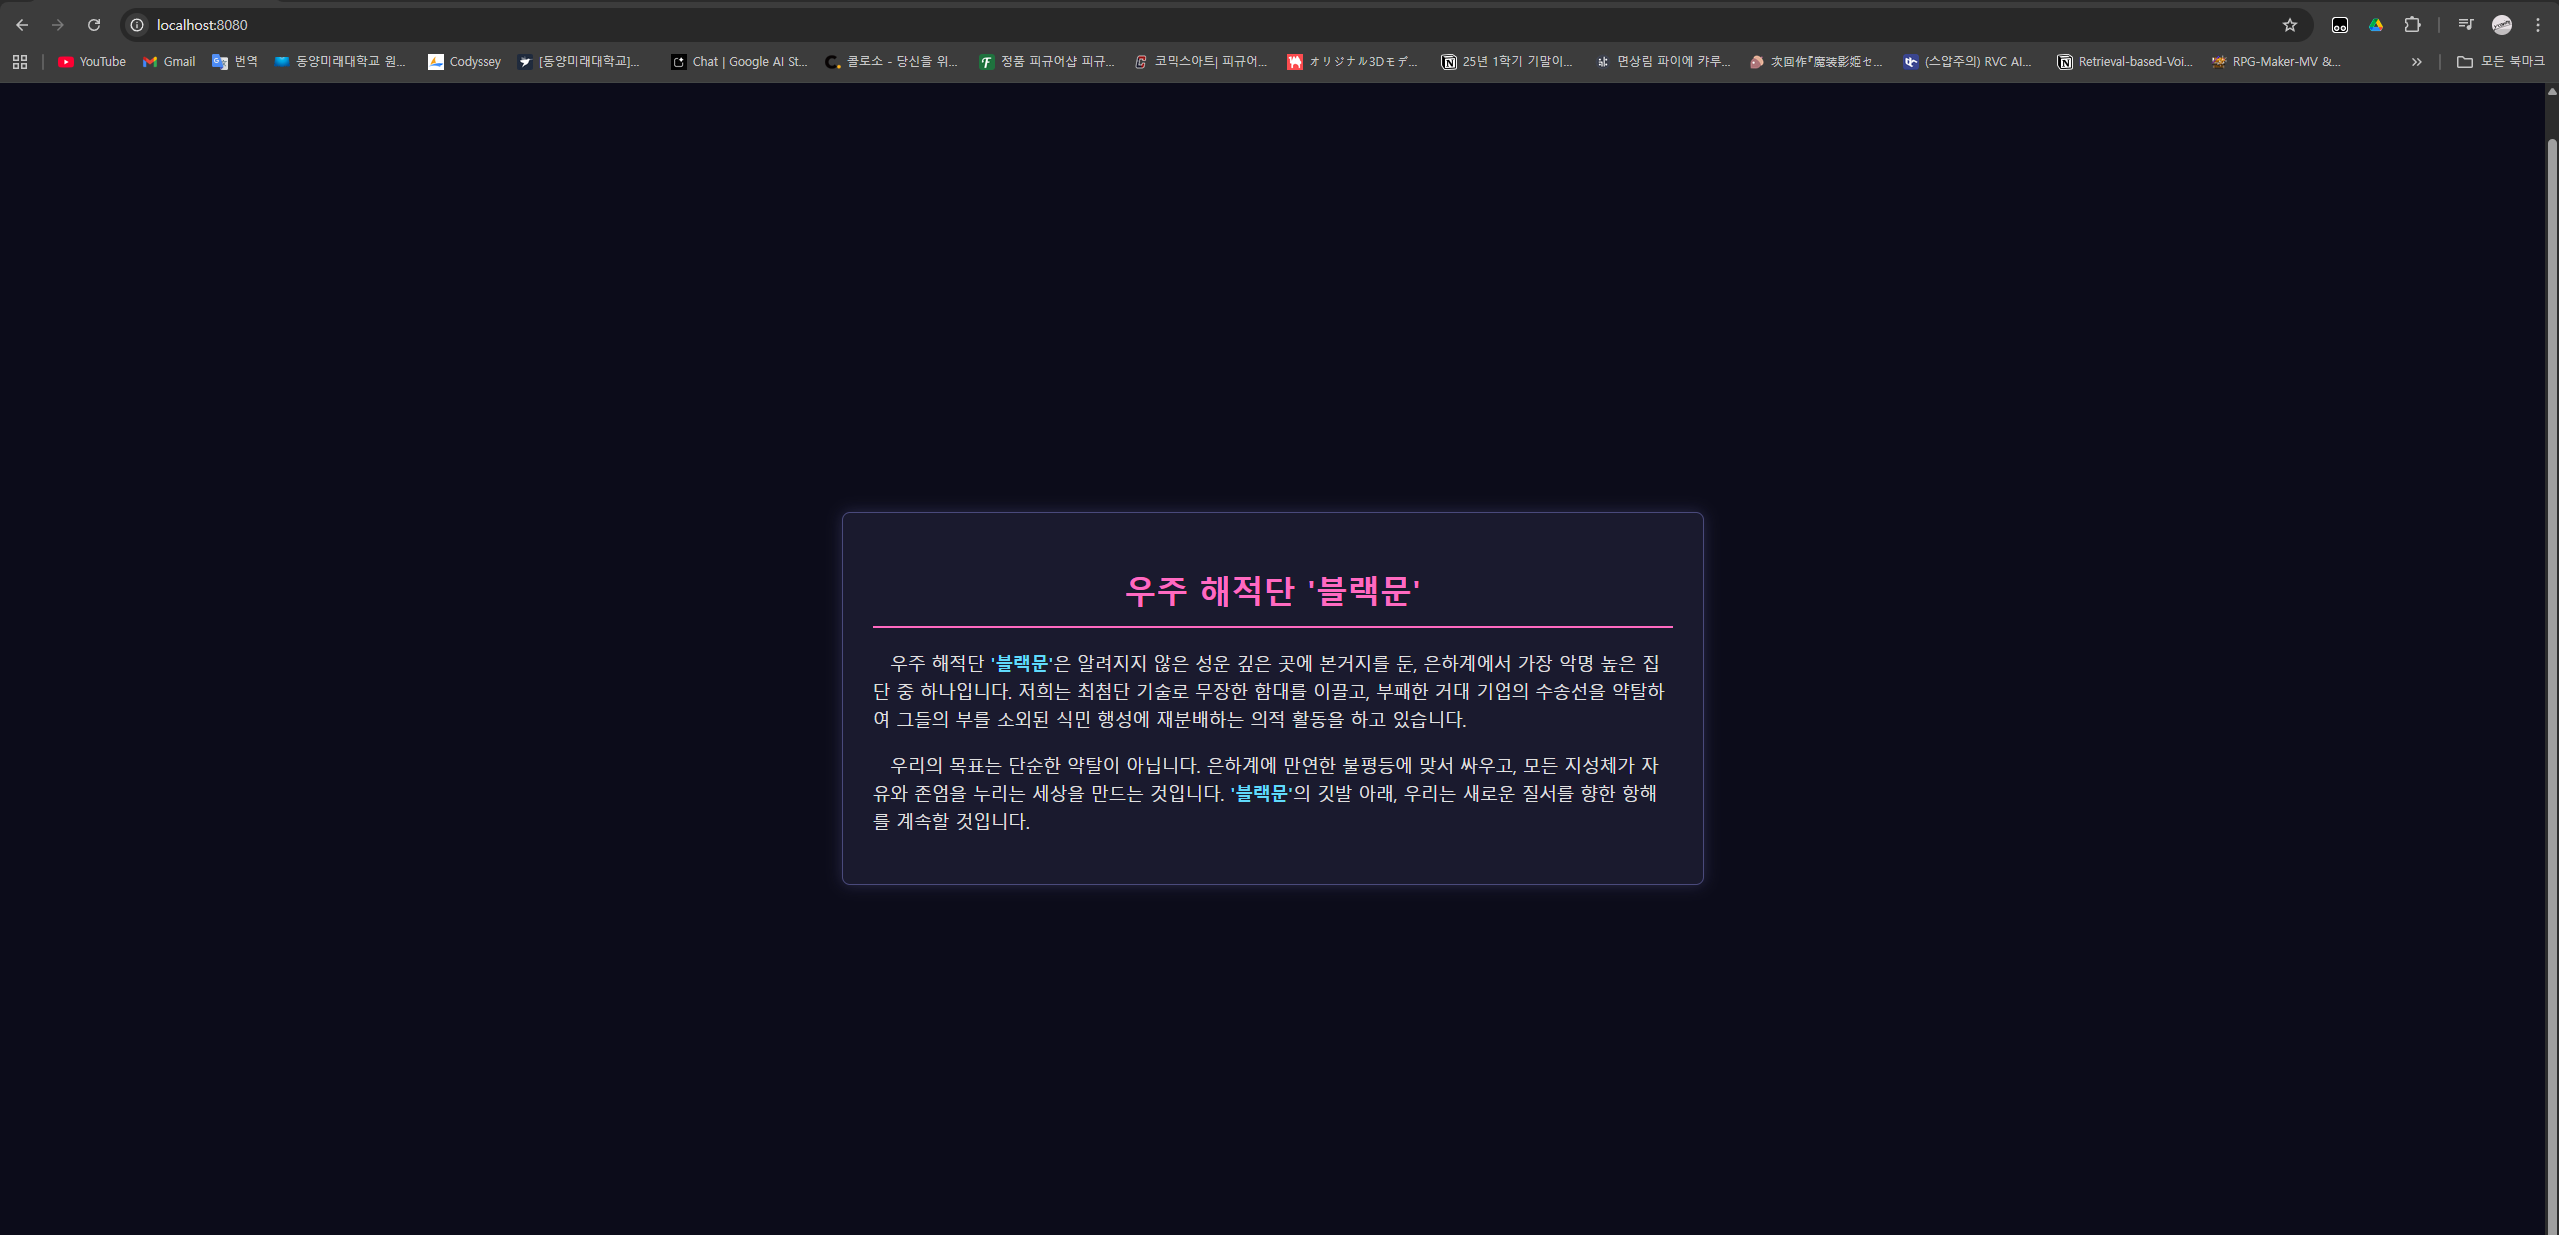 localhost:8080
YouTube
Gmail
번역
동양미래대학교 원...
Codyssey
[동양미래대학교]...
Chat | Google AI St...
콜로소 - 당신을 위...
정품 피규어샵 피규...
코믹스아트| 피규어...
オリジナル3Dモデ...
25년 1학기 기말이...
면상림 파이에 캬루...
次回作『魔装影姫セ...
(스압주의) RVC AI...
Retrieval-based-Voi...
RPG-Maker-MV &...
모든 북마크
우주 해적단 '블랙문'
우주 해적단 '블랙문'은 알려지지 않은 성운 깊은 곳에 본거지를 둔, 은하계에서 가장 악명 높은 집
단 중 하나입니다. 저희는 최첨단 기술로 무장한 함대를 이끌고, 부패한 거대 기업의 수송선을 약탈하
여 그들의 부를 소외된 식민 행성에 재분배하는 의적 활동을 하고 있습니다.
우리의 목표는 단순한 약탈이 아닙니다. 은하계에 만연한 불평등에 맞서 싸우고, 모든 지성체가 자
유와 존엄을 누리는 세상을 만드는 것입니다. '블랙문'의 깃발 아래, 우리는 새로운 질서를 향한 항해
를 계속할 것입니다.